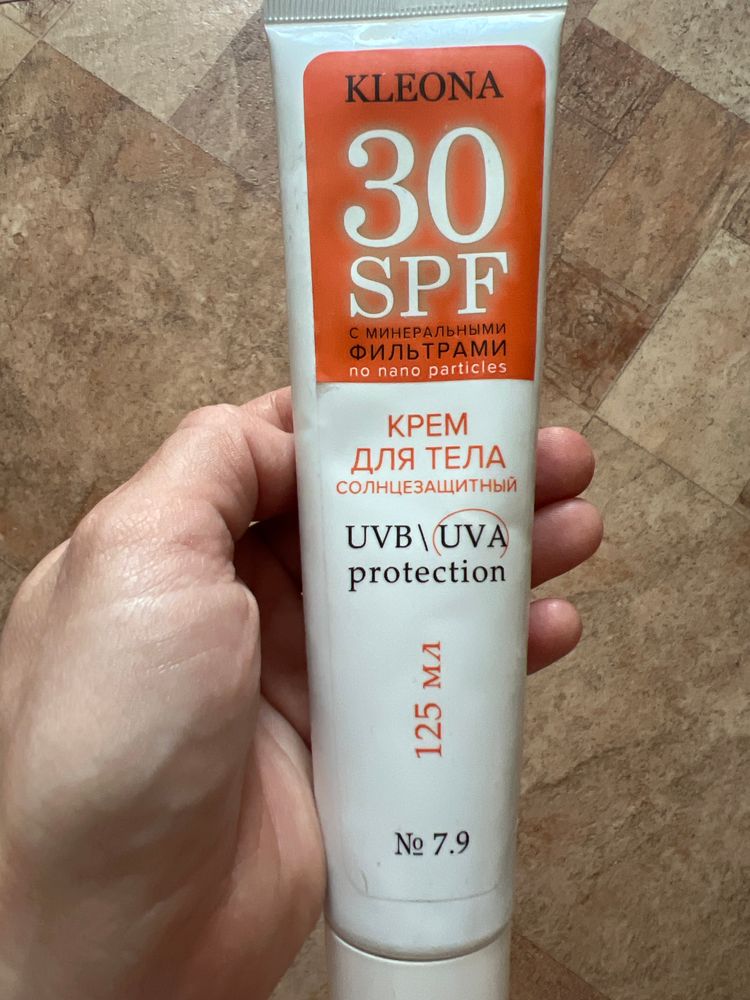 KLEONA
30
SPF
С МИНЕРАЛЬНЫМИ
ФИЛЬТРАМИ
no nano particles
КРЕМ
ДЛЯ ТЕЛА
СОЛНЦЕЗАЩИТНЫЙ
UVB \ UVA
protection
125 мл
№ 7.9